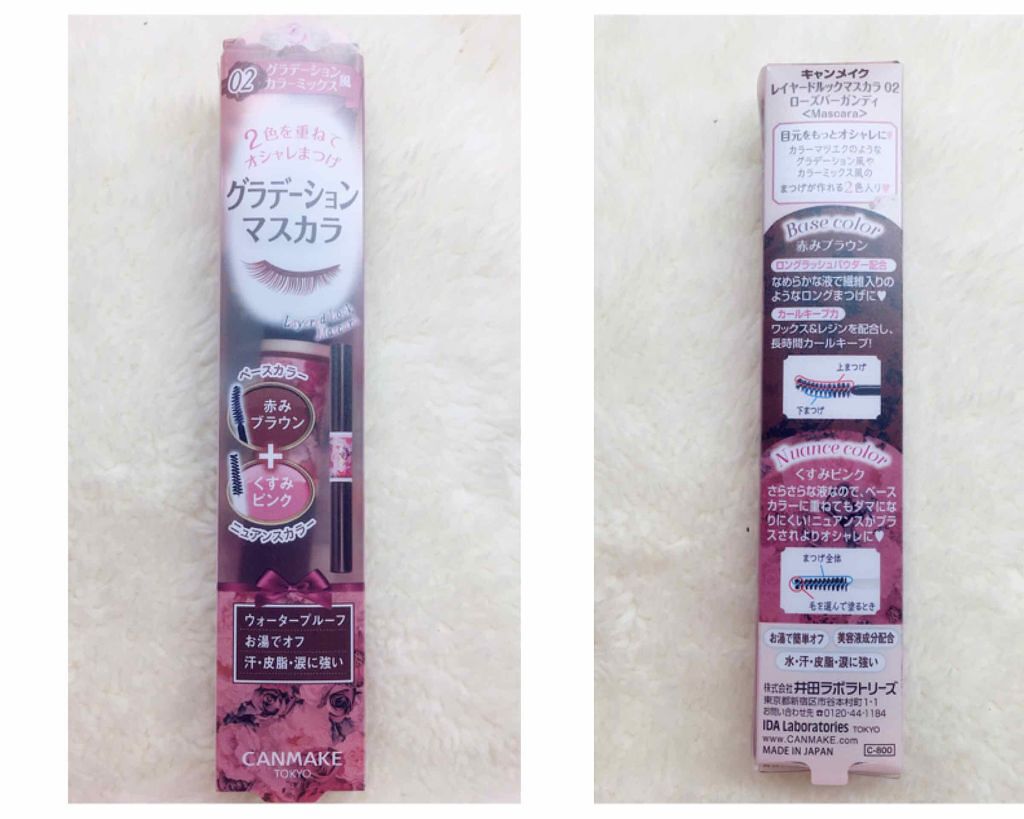 02
グラデーション
カラーミックス風
2色を重ねて
オシャレまつげ
グラデーション
マスカラ
Layered Look
Mascara
ベースカラー
赤み
ブラウン
+
くすみ
ピンク
ニュアンスカラー
ウォータープルーフ
お湯でオフ
汗・皮脂・涙に強い
CANMAKE
TOKYO
キャンメイク
レイヤードルックマスカラ 02
ローズバーガンディ
<Mascara>
目元をもっとオシャレに♥
カラーマツエクのような
グラデーション風や
カラーミックス風の
まつげが作れる2色入り♥
Base color
赤みブラウン
ロングラッシュパウダー配合
なめらかな液で繊維入りの
ようなロングまつげに♥
カールキープ力
ワックス&レジンを配合し、
長時間カールキープ!
上まつげ
下まつげ
Nuance color
くすみピンク
さらさらな液なので、ベース
カラーに重ねてもダマにな
りにくい!ニュアンスがプラ
スされよりオシャレに♥
まつげ全体
毛を選んで塗るとき
お湯で簡単オフ 美容液成分配合
水・汗・皮脂・涙に強い
株式会社 井田ラボラトリーズ
東京都新宿区市谷本村町1-1
お問い合わせ先 ☎0120-44-1184
IDA Laboratories TOKYO
www.CANMAKE.com
MADE IN JAPAN C-800